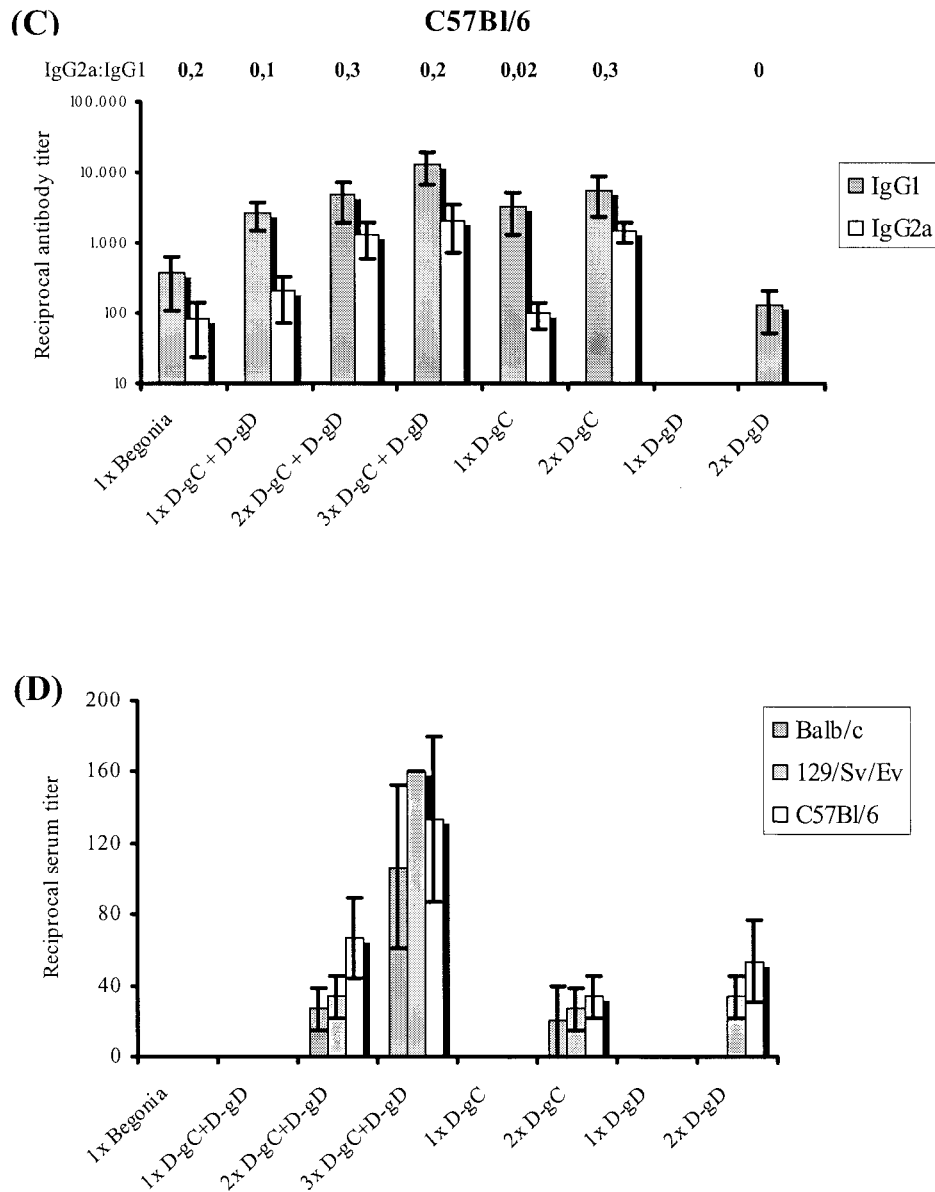 (C)
C57Bl/6
IgG2a:IgG1 0,2 0,1 0,3 0,2 0,02 0,3 0
Reciprocal antibody titer
100.000
10.000
1.000
100
10
IgG1
IgG2a
1x Begonia
1x D-gC + D-gD
2x D-gC + D-gD
3x D-gC + D-gD
1x D-gC
2x D-gC
1x D-gD
2x D-gD
(D)
Reciprocal serum titer
200
160
120
80
40
0
Balb/c
129/Sv/Ev
C57Bl/6
1x Begonia
1x D-gC+D-gD
2x D-gC+D-gD
3x D-gC+D-gD
1x D-gC
2x D-gC
1x D-gD
2x D-gD